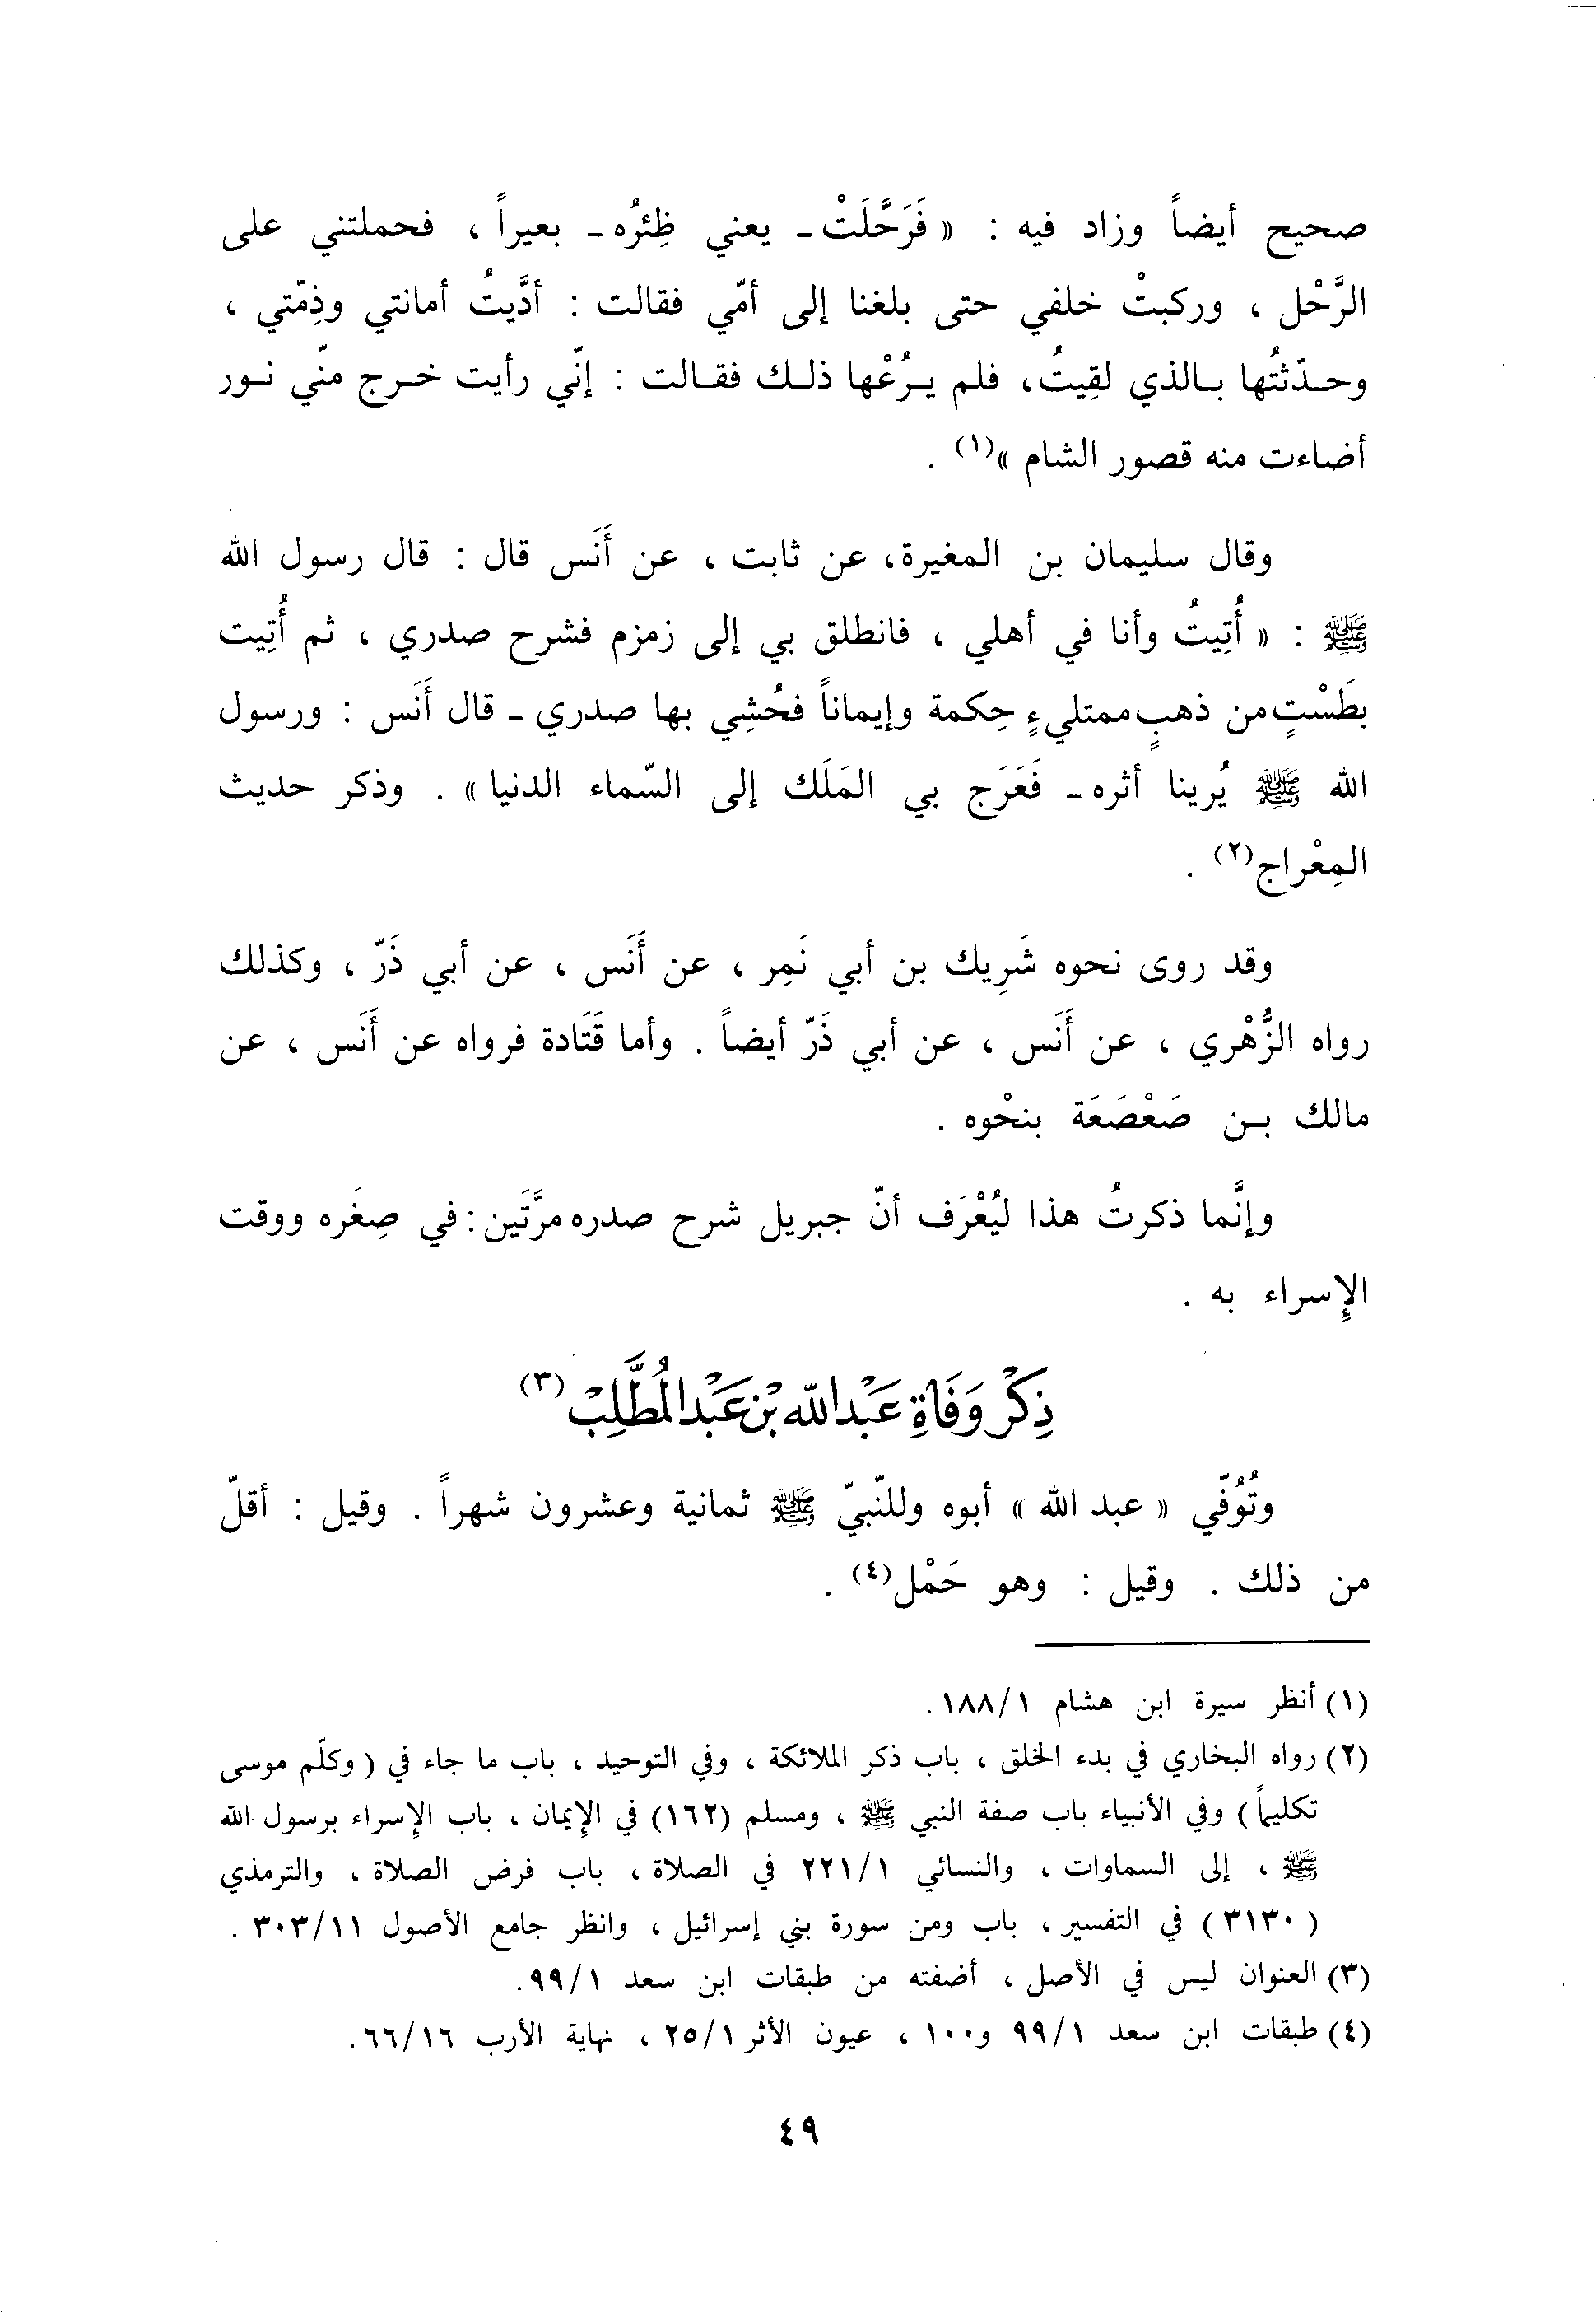 صحيح أيضاً وزاد فيه : « فَرَحَّلَتْ - يعني ظِئرُه - بعيراً ، فحملتني على
الرَّحْل ، وركبتْ خلفي حتى بلغنا إلى أمّي فقالت : أدَّيتُ أمانتي وذِمّتي ،
وحـدّثتُها بـالذي لقِيتُ، فلم يـرُعْها ذلـك فقـالت : إنّي رأيت خـرج منّي نـور
أضاءت منه قصور الشام »(١) .
وقال سليمان بن المغيرة، عن ثابت ، عن أَنَس قال : قال رسول الله
ﷺ : « أُتِيتُ وأنا في أهلي ، فانطلق بي إلى زمزم فشرح صدري ، ثم أُتِيت
بطَسْتٍ من ذهبٍ ممتليءٍ حِكمة وإيماناً فحُشِي بها صدري - قال أَنَس : ورسول
الله ﷺ يُرينا أثره - فَعَرَج بي المَلَك إلى السّماء الدنيا » . وذكر حديث
المِعْراج(٢) .
وقد روى نحوه شَرِيك بن أبي نَمِر ، عن أَنَس ، عن أبي ذَرّ ، وكذلك
رواه الزُّهْري ، عن أَنَس ، عن أبي ذَرّ أيضاً . وأما قَتَادة فرواه عن أَنَس ، عن
مالك بـن صَعْصَعَة بنحْوه .
وإنَّما ذكرتُ هذا ليُعْرَف أنّ جبريل شرح صدره مرَّتَين : في صِغَره ووقت
الإِسراء به .
ذِكْر وَفَاةِ عَبْدالله بْن عَبْد المُطَّلِبْ (٣)
وتُوُفّي « عبد الله » أبوه وللنّبيّ ﷺ ثمانية وعشرون شهراً . وقيل : أقلّ
من ذلك . وقيل : وهو حَمْل(٤) .
(١) أنظر سيرة ابن هشام ١/١٨٨.
(٢) رواه البخاري في بدء الخلق ، باب ذكر الملائكة ، وفي التوحيد ، باب ما جاء في ( وكلّم موسى
تكليماً ) وفي الأنبياء باب صفة النبي ﷺ ، ومسلم (١٦٢) في الإيمان ، باب الإسراء برسول الله
ﷺ ، إلى السماوات ، والنسائي ١/٢٢١ في الصلاة ، باب فرض الصلاة ، والترمذي
(٣١٣٠) في التفسير ، باب ومن سورة بني إسرائيل ، وانظر جامع الأصول ١١/٣٠٣ .
(٣) العنوان ليس في الأصل ، أضفته من طبقات ابن سعد ١/٩٩.
(٤) طبقات ابن سعد ١/٩٩ و١٠٠ ، عيون الأثر ١/٢٥ ، نهاية الأرب ١٦/٦٦.
٤٩